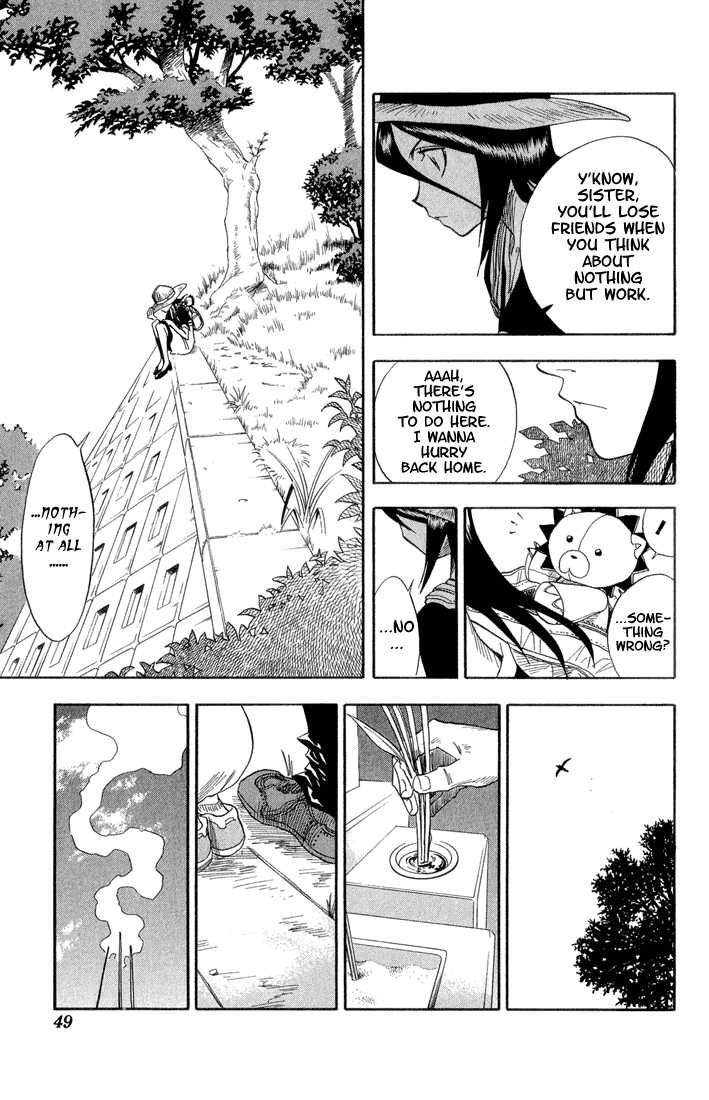 Y'KNOW,
SISTER,
YOU'LL LOSE
FRIENDS WHEN
YOU THINK
ABOUT
NOTHING
BUT WORK.
AAAH,
THERE'S
NOTHING
TO DO HERE.
I WANNA
HURRY
BACK HOME.
...SOME-
THING
WRONG?
...NO
...
...NOTH-
ING
AT ALL
......
49